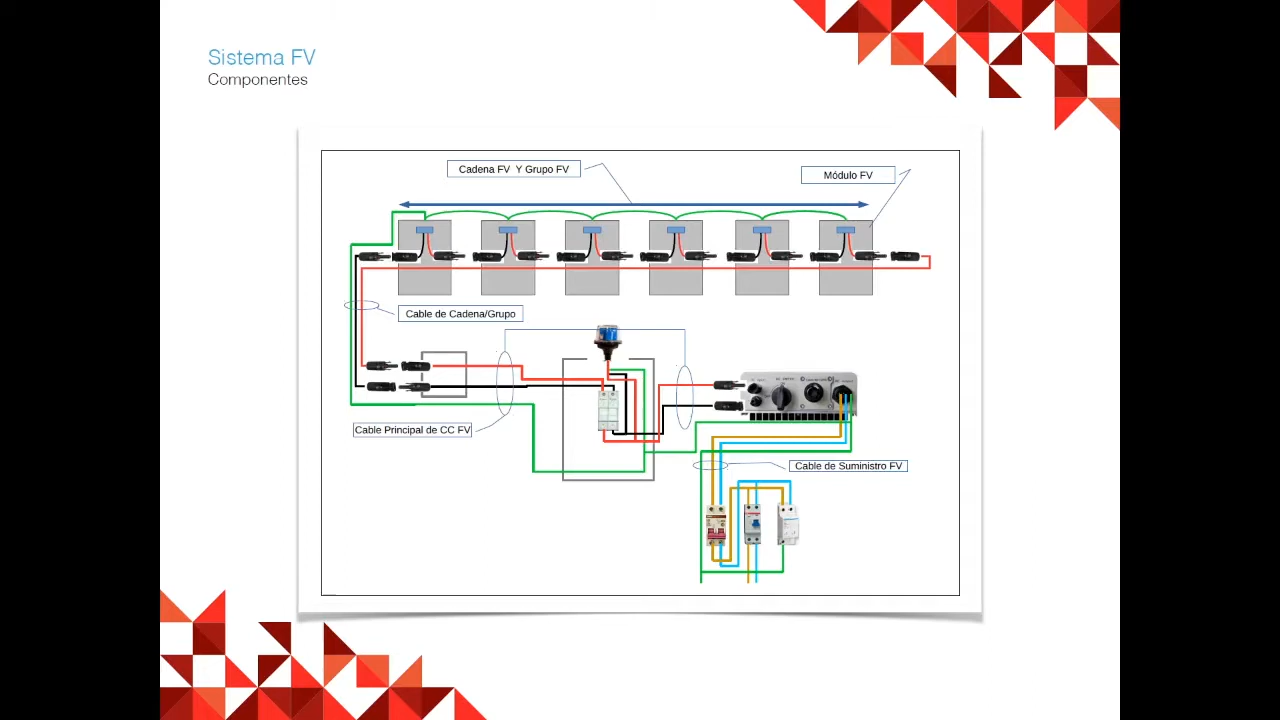 Sistema FV
Componentes
Cadena FV Y Grupo FV
Módulo FV
Cable de Cadena/Grupo
Cable Principal de CC FV
Cable de Suministro FV